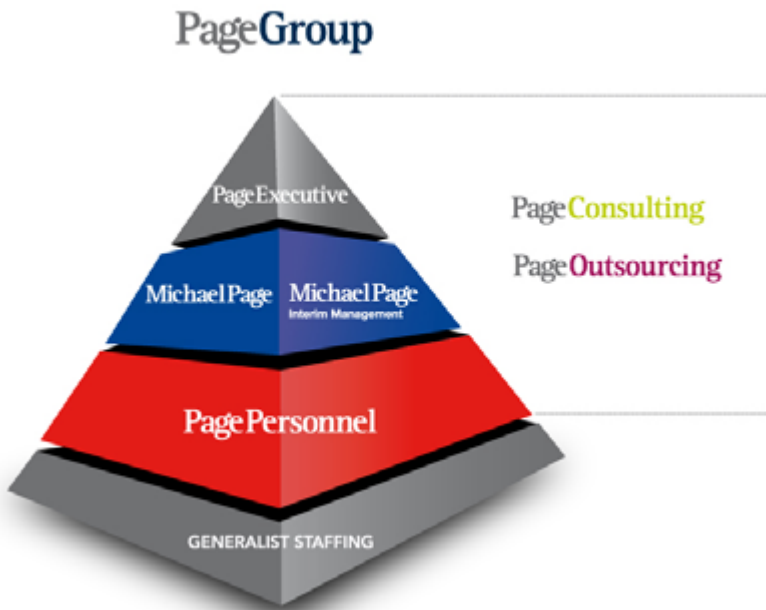 PageGroup
PageExecutive
PageConsulting
PageOutsourcing
MichaelPage
MichaelPage
Interim Management
PagePersonnel
GENERALIST STAFFING